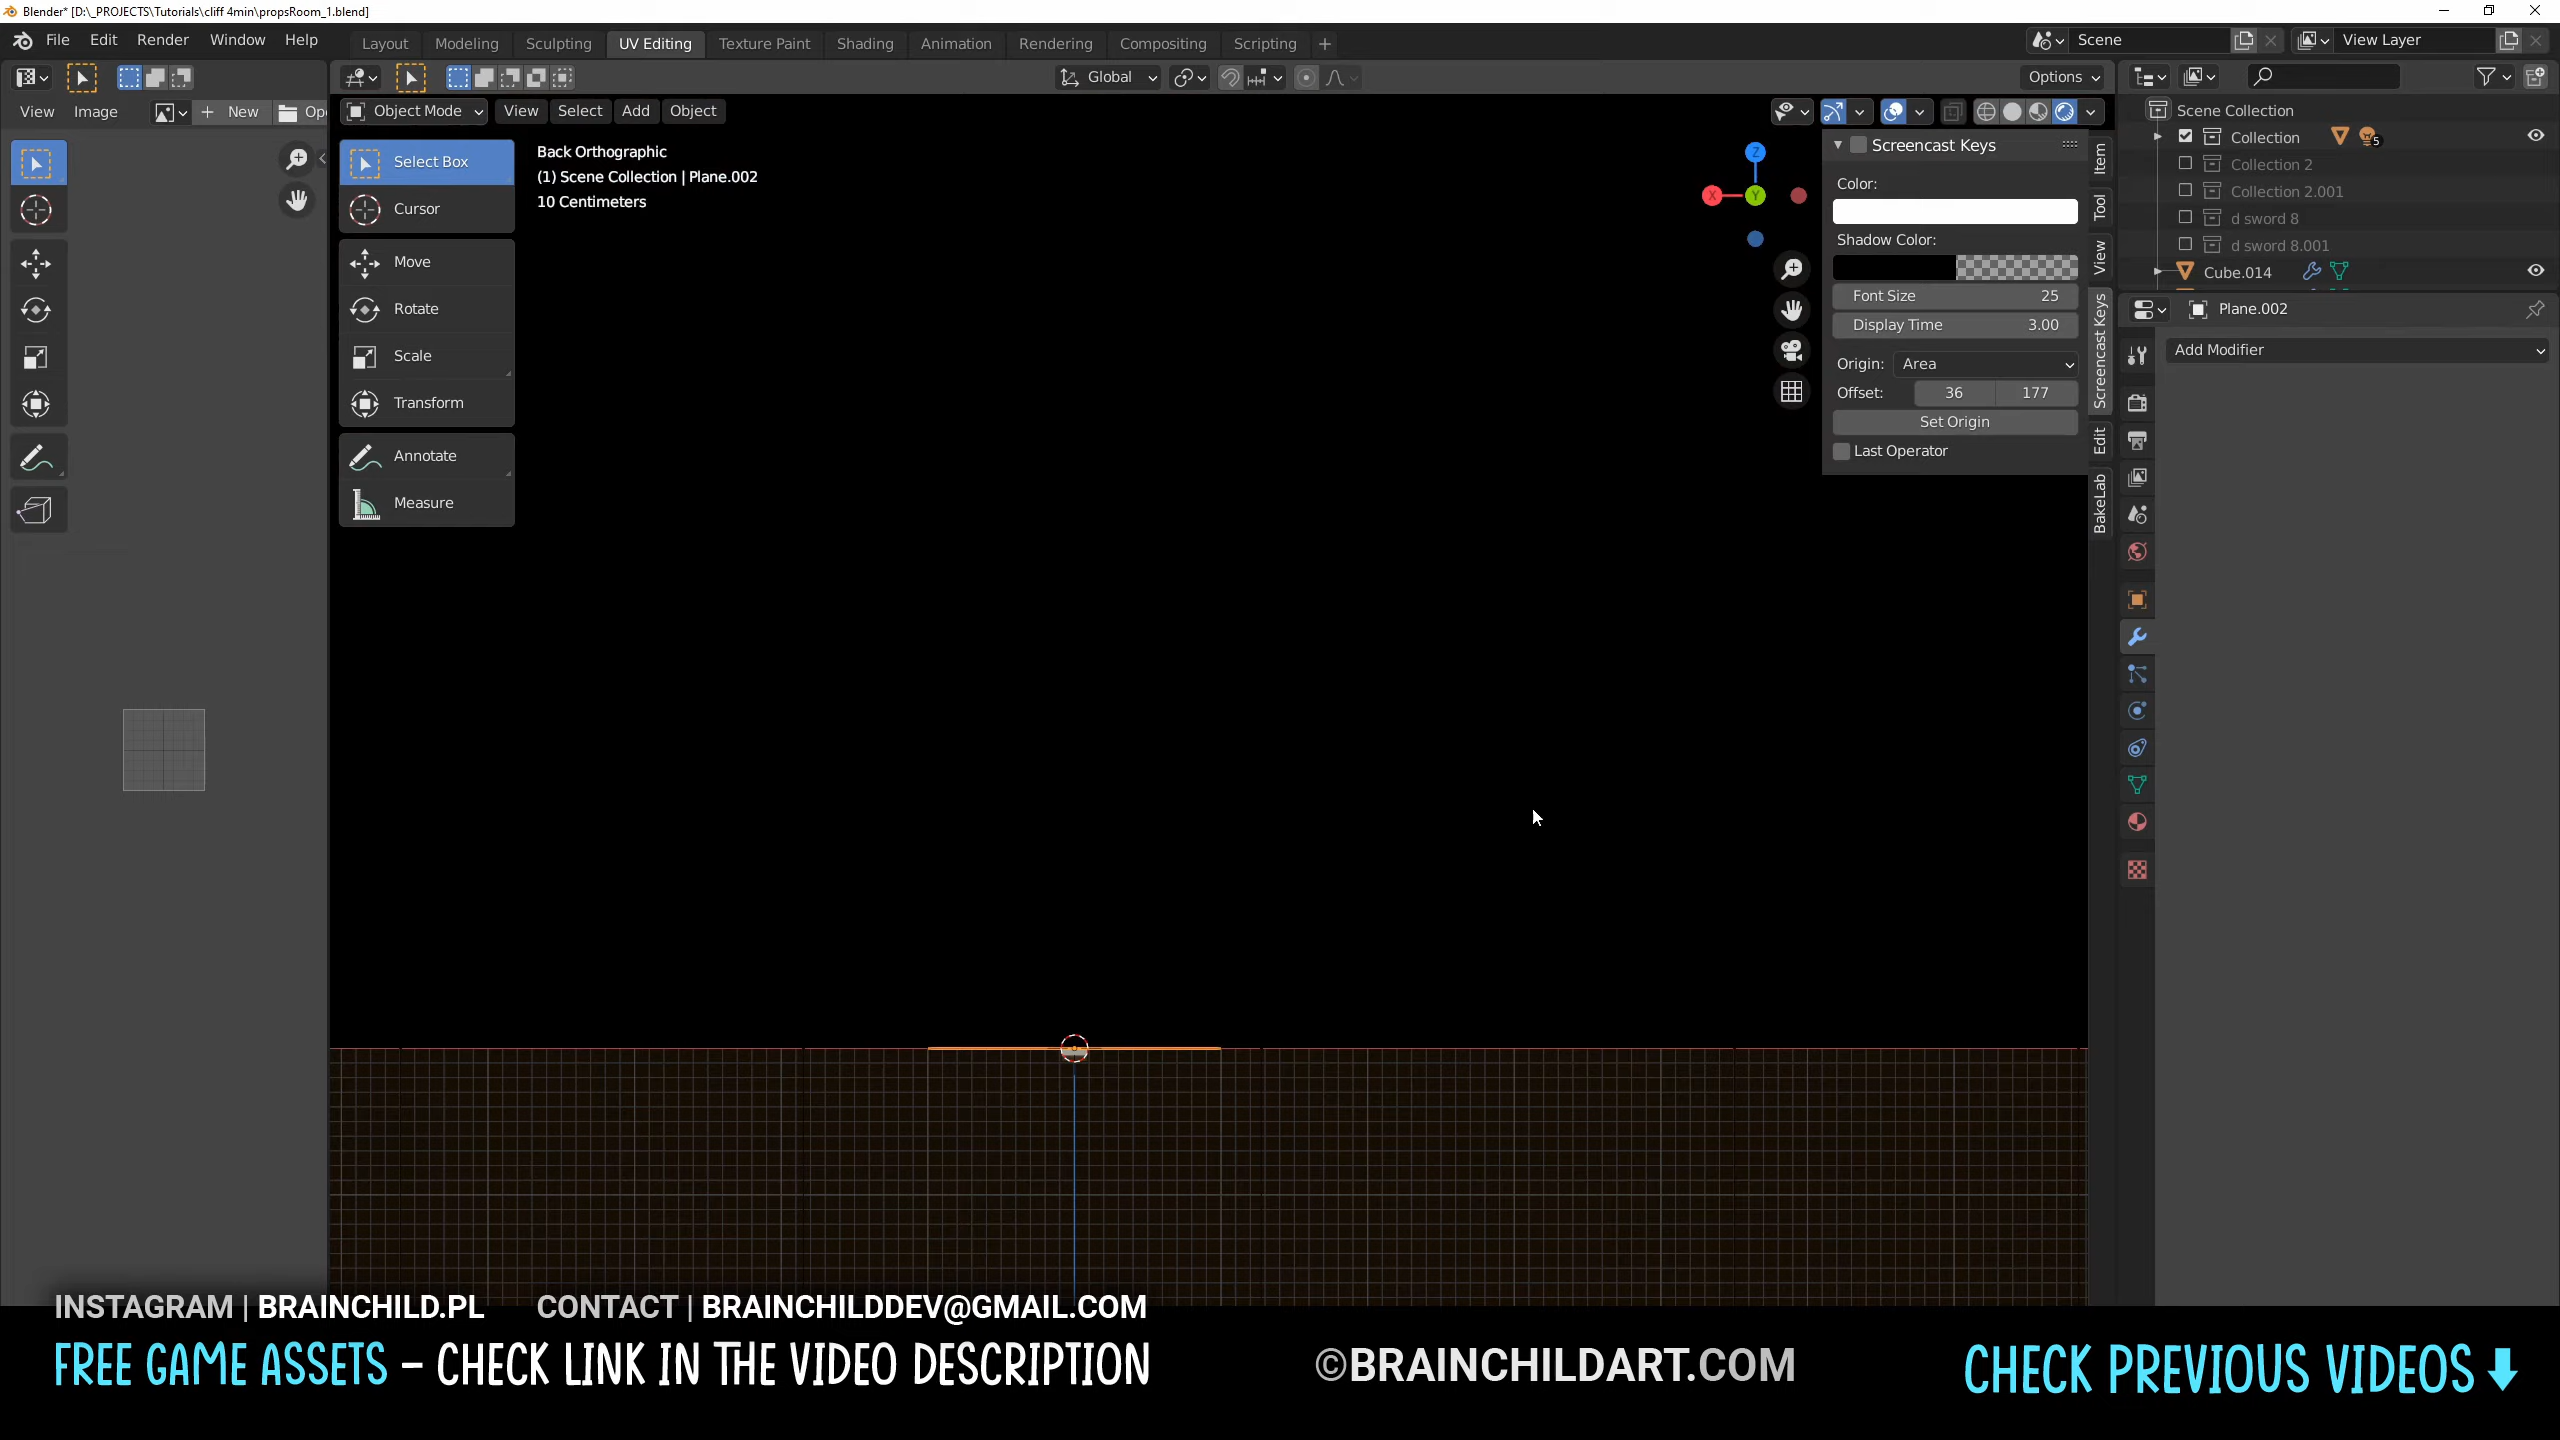 Blender* [D:\_PROJECTS\Tutorials\cliff 4min\propsRoom_1.blend]
File Edit Render Window Help
Layout Modeling Sculpting UV Editing Texture Paint Shading Animation Rendering Compositing Scripting +
Scene
View Layer
Global
Options
View Image
+ New
Op
Object Mode View Select Add Object
Select Box
Cursor
Move
Rotate
Scale
Transform
Annotate
Measure
Back Orthographic
(1) Scene Collection | Plane.002
10 Centimeters
Z
X
Y
Screencast Keys
Color:
Shadow Color:
Font Size 25
Display Time 3.00
Origin: Area
Offset: 36 177
Set Origin
Last Operator
Item
Tool
View
Screencast Keys
Edit
BakeLab
Scene Collection
Collection 5
Collection 2
Collection 2.001
d sword 8
d sword 8.001
Cube.014
Plane.002
Add Modifier
INSTAGRAM | BRAINCHILD.PL CONTACT | BRAINCHILDDEV@GMAIL.COM
FREE GAME ASSETS – CHECK LINK IN THE VIDEO DESCRIPTION
©BRAINCHILDART.COM
CHECK PREVIOUS VIDEOS